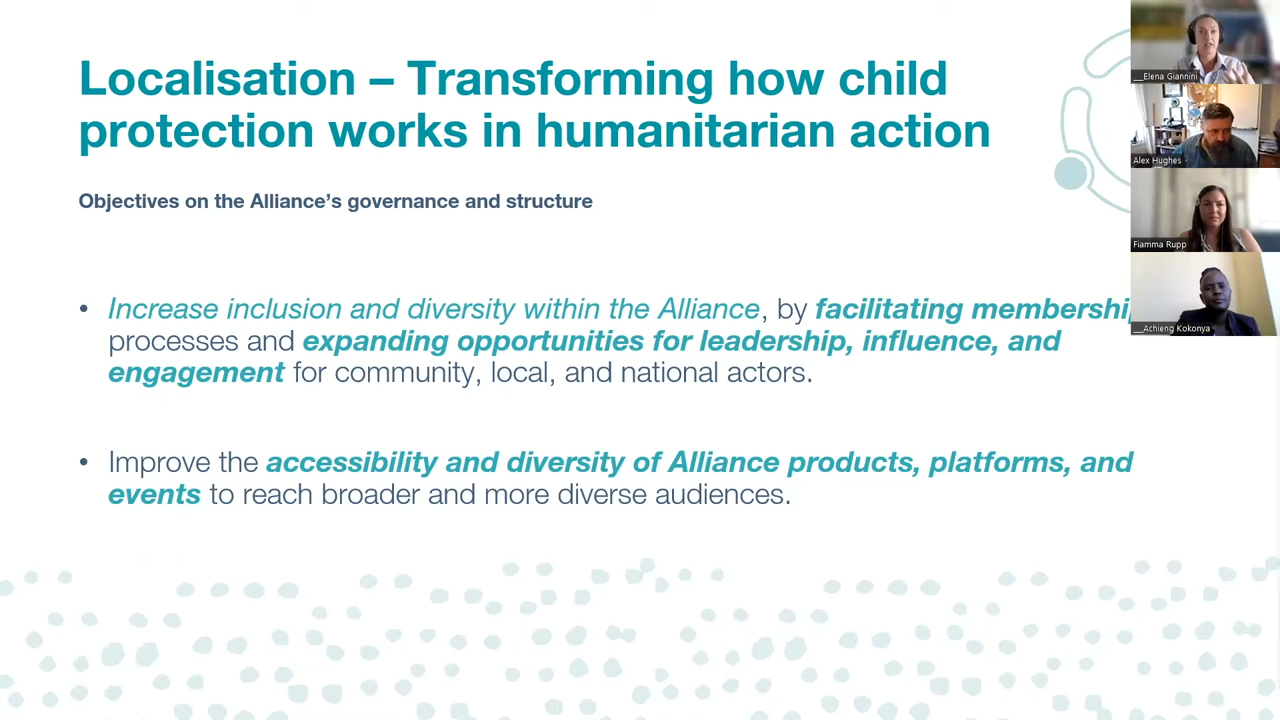 Localisation – Transforming how child
protection works in humanitarian action
Objectives on the Alliance’s governance and structure
• Increase inclusion and diversity within the Alliance, by facilitating membership
processes and expanding opportunities for leadership, influence, and
engagement for community, local, and national actors.
• Improve the accessibility and diversity of Alliance products, platforms, and
events to reach broader and more diverse audiences.
__Elena Giannini
Alex Hughes
Fiamma Rupp
__Achieng Kokonya